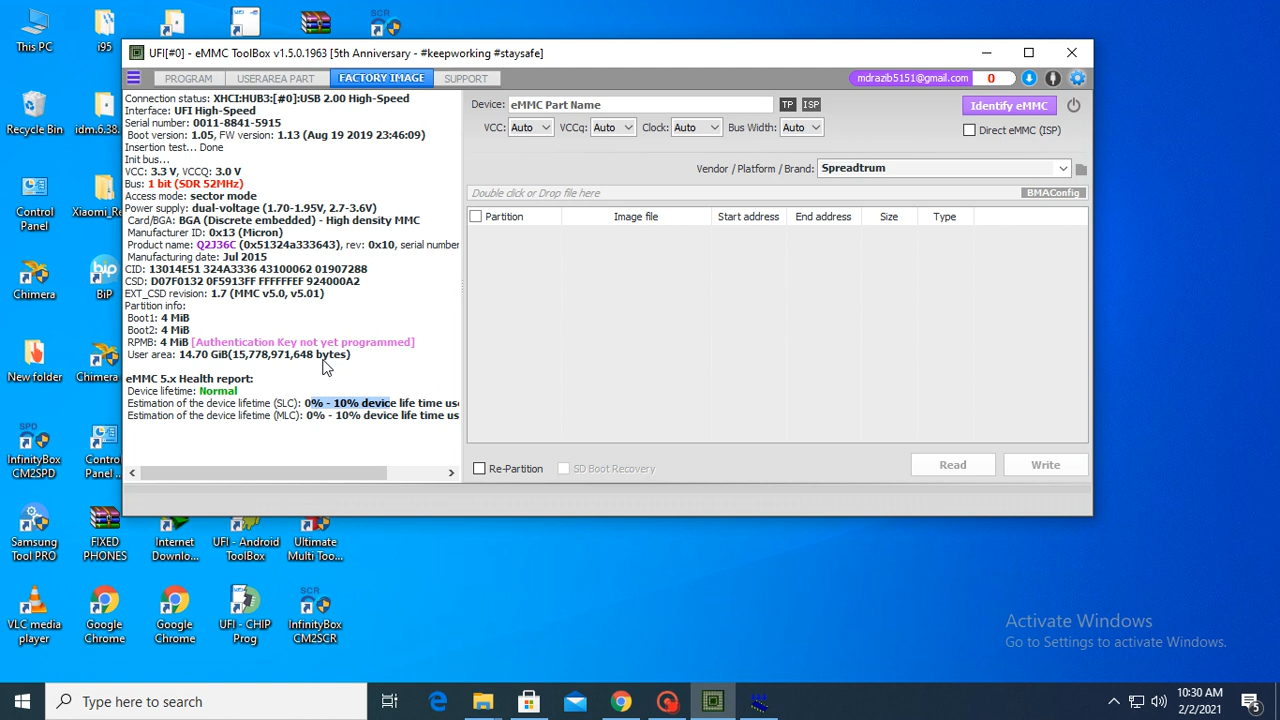 This PC
i95
SCR
UFI[#0] - eMMC ToolBox v1.5.0.1963 [5th Anniversary - #keepworking #staysafe]
PROGRAM
USERAREA PART
FACTORY IMAGE
SUPPORT
mdrazib5151@gmail.com
0
Connection status: XHCI:HUB3:[#0]:USB 2.00 High-Speed
Interface: UFI High-Speed
Serial number: 0011-8841-5915
Boot version: 1.05, FW version: 1.13 (Aug 19 2019 23:46:09)
Insertion test... Done
Init bus...
VCC: 3.3 V, VCCQ: 3.0 V
Bus: 1 bit (SDR 52MHz)
Access mode: sector mode
Power supply: dual-voltage (1.70-1.95V, 2.7-3.6V)
Card/BGA: BGA (Discrete embedded) - High density MMC
Manufacturer ID: 0x13 (Micron)
Product name: Q2J36C (0x51324a333643), rev: 0x10, serial number
Manufacturing date: Jul 2015
CID: 13014E51 324A3336 43100062 01907288
CSD: D07F0132 0F5913FF FFFFFFEF 924000A2
EXT_CSD revision: 1.7 (MMC v5.0, v5.01)
Partition info:
Boot1: 4 MiB
Boot2: 4 MiB
RPMB: 4 MiB [Authentication Key not yet programmed]
User area: 14.70 GiB(15,778,971,648 bytes)
eMMC 5.x Health report:
Device lifetime: Normal
Estimation of the device lifetime (SLC): 0% - 10% device life time use
Estimation of the device lifetime (MLC): 0% - 10% device life time us
Device: eMMC Part Name
TP
ISP
Identify eMMC
VCC: Auto
VCCq: Auto
Clock: Auto
Bus Width: Auto
Direct eMMC (ISP)
Vendor / Platform / Brand: Spreadtrum
Double click or Drop file here
BMAConfig
Partition
Image file
Start address
End address
Size
Type
Re-Partition
SD Boot Recovery
Read
Write
Recycle Bin
idm.6.38.
Control
Panel
Xiaomi_Re
Chimera
BiP
New folder
Chimera
SPD
InfinityBox
CM2SPD
Control
Panel ...
Samsung
Tool PRO
FIXED
PHONES
Internet
Downlo...
UFI - Android
ToolBox
Ultimate
Multi Too...
VLC media
player
Google
Chrome
Google
Chrome
UFI - CHIP
Prog
SCR
InfinityBox
CM2SCR
Activate Windows
Go to Settings to activate Windows.
Type here to search
10:30 AM
2/2/2021
5